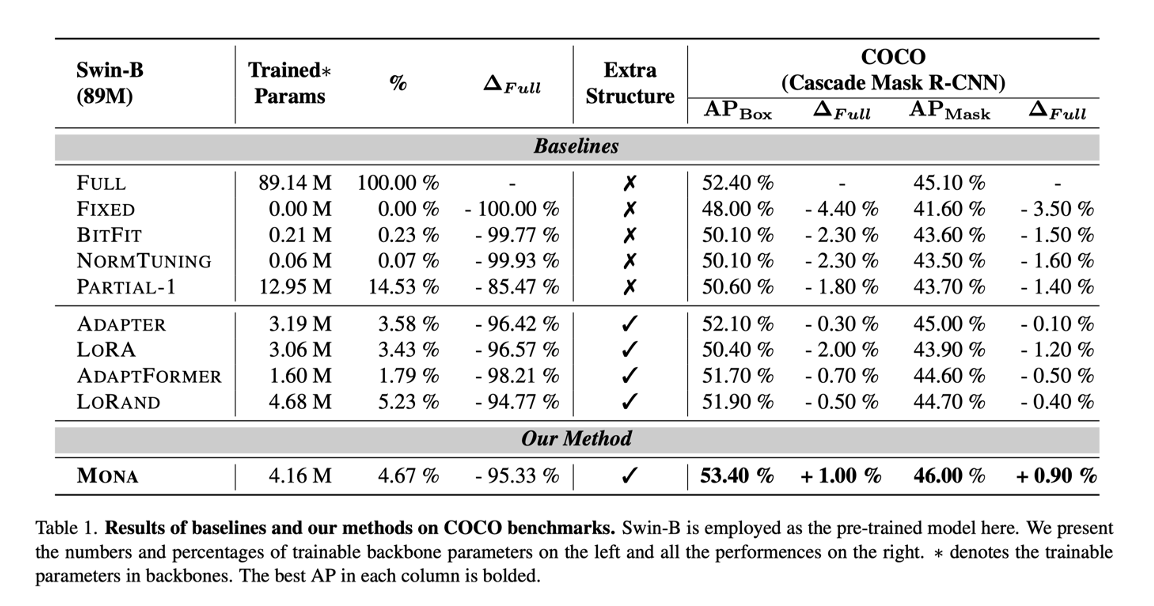 Swin-B (89M) Trained* Params % Δ_Full Extra Structure COCO (Cascade Mask R-CNN)
AP_Box Δ_Full AP_Mask Δ_Full
Baselines
FULL 89.14 M 100.00 % - ✗ 52.40 % - 45.10 % -
FIXED 0.00 M 0.00 % - 100.00 % ✗ 48.00 % - 4.40 % 41.60 % - 3.50 %
BITFIT 0.21 M 0.23 % - 99.77 % ✗ 50.10 % - 2.30 % 43.60 % - 1.50 %
NORMTUNING 0.06 M 0.07 % - 99.93 % ✗ 50.10 % - 2.30 % 43.50 % - 1.60 %
PARTIAL-1 12.95 M 14.53 % - 85.47 % ✗ 50.60 % - 1.80 % 43.70 % - 1.40 %
ADAPTER 3.19 M 3.58 % - 96.42 % ✓ 52.10 % - 0.30 % 45.00 % - 0.10 %
LORA 3.06 M 3.43 % - 96.57 % ✓ 50.40 % - 2.00 % 43.90 % - 1.20 %
ADAPTFORMER 1.60 M 1.79 % - 98.21 % ✓ 51.70 % - 0.70 % 44.60 % - 0.50 %
LORAND 4.68 M 5.23 % - 94.77 % ✓ 51.90 % - 0.50 % 44.70 % - 0.40 %
Our Method
MONA 4.16 M 4.67 % - 95.33 % ✓ 53.40 % + 1.00 % 46.00 % + 0.90 %
Table 1. Results of baselines and our methods on COCO benchmarks. Swin-B is employed as the pre-trained model here. We present
the numbers and percentages of trainable backbone parameters on the left and all the performences on the right. * denotes the trainable
parameters in backbones. The best AP in each column is bolded.